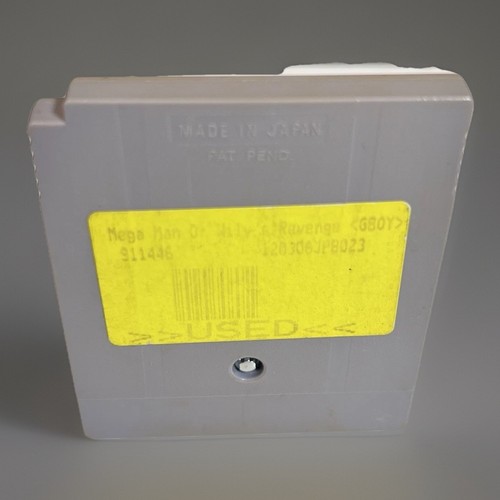 MADE IN JAPAN
PAT. PEND.
Mega Man Dr Wily's Revenge <GBOY>
911446
>>USED<<